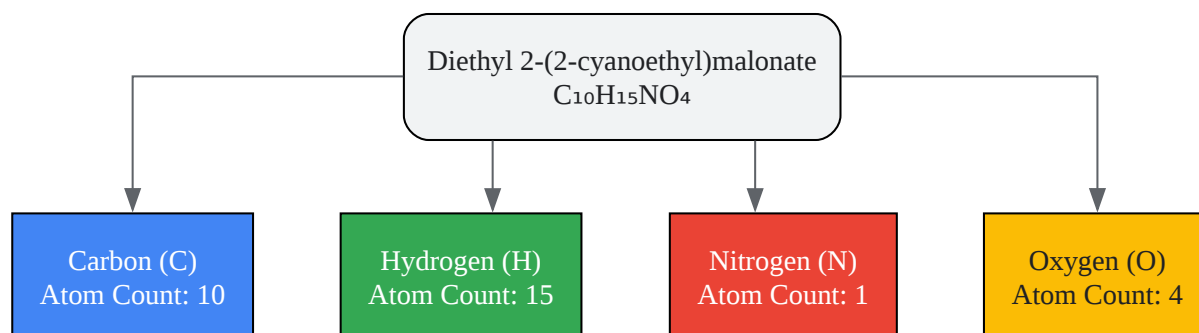 Diethyl 2-(2-cyanoethyl)malonate
C₁₀H₁₅NO₄
Carbon (C)
Atom Count: 10
Hydrogen (H)
Atom Count: 15
Nitrogen (N)
Atom Count: 1
Oxygen (O)
Atom Count: 4